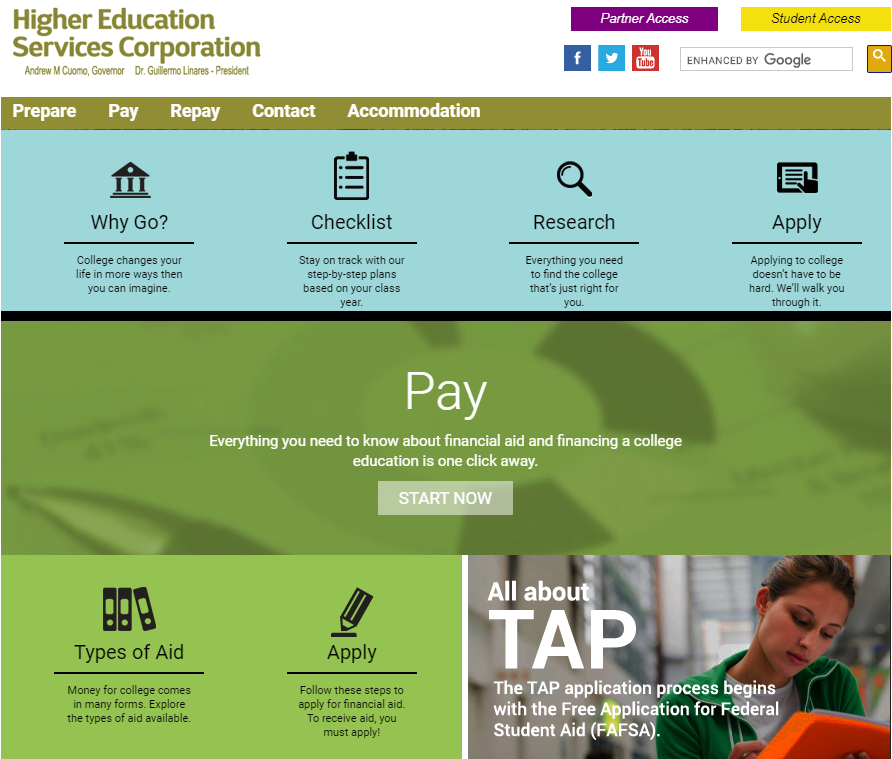 Higher Education
Services Corporation
Andrew M Cuomo, Governor Dr. Guillermo Linares - President
Partner Access
Student Access
f
You
Tube
ENHANCED BY Google
Prepare Pay Repay Contact Accommodation
Why Go?
College changes your
life in more ways then
you can imagine.
Checklist
Stay on track with our
step-by-step plans
based on your class
year.
Research
Everything you need
to find the college
that's just right for
you.
Apply
Applying to college
doesn't have to be
hard. We'll walk you
through it.
Pay
Everything you need to know about financial aid and financing a college
education is one click away.
START NOW
Types of Aid
Money for college comes
in many forms. Explore
the types of aid available.
Apply
Follow these steps to
apply for financial aid.
To receive aid, you
must apply!
All about
TAP
The TAP application process begins
with the Free Application for Federal
Student Aid (FAFSA).